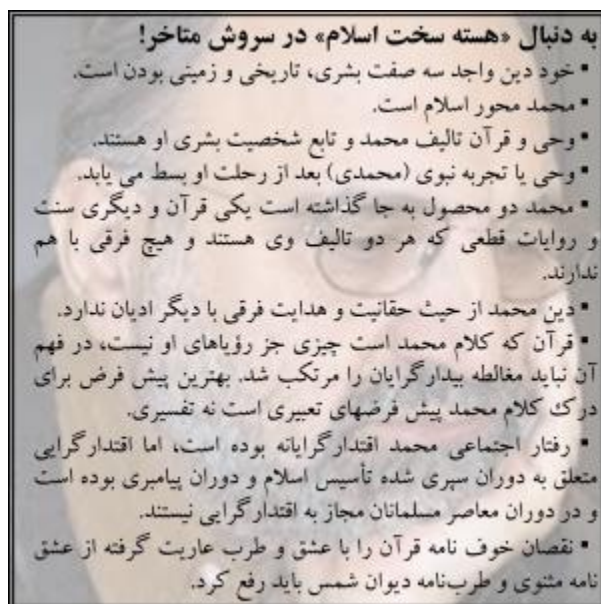 به دنبال «هسته سخت اسلام» در سروش متاخر!
▪ خود دین واجد سه صفت بشری، تاریخی و زمینی بودن است.
▪ محمد محور اسلام است.
▪ وحی و قرآن تالیف محمد و تابع شخصیت بشری او هستند.
▪ وحی یا تجربه نبوی (محمدی) بعد از رحلت او بسط می یابد.
▪ محمد دو محصول به جا گذاشته است یکی قرآن و دیگری سنت
و روایات قطعی که هر دو تالیف وی هستند و هیچ فرقی با هم
ندارند.
▪ دین محمد از حیث حقانیت و هدایت فرقی با دیگر ادیان ندارد.
▪ قرآن که کلام محمد است چیزی جز رؤیاهای او نیست، در فهم
آن نباید مغالطه بیدارگرایان را مرتکب شد. بهترین پیش فرض برای
درک کلام محمد پیش فرضهای تعبیری است نه تفسیری.
▪ رفتار اجتماعی محمد اقتدارگرایانه بوده است، اما اقتدارگرایی
متعلق به دوران سپری شده تأسیس اسلام و دوران پیامبری بوده است
و در دوران معاصر مسلمانان مجاز به اقتدارگرایی نیستند.
▪ نقصان خوف نامه قرآن را با عشق و طرب عاریت گرفته از عشق
نامه مثنوی و طرب‌نامه دیوان شمس باید رفع کرد.